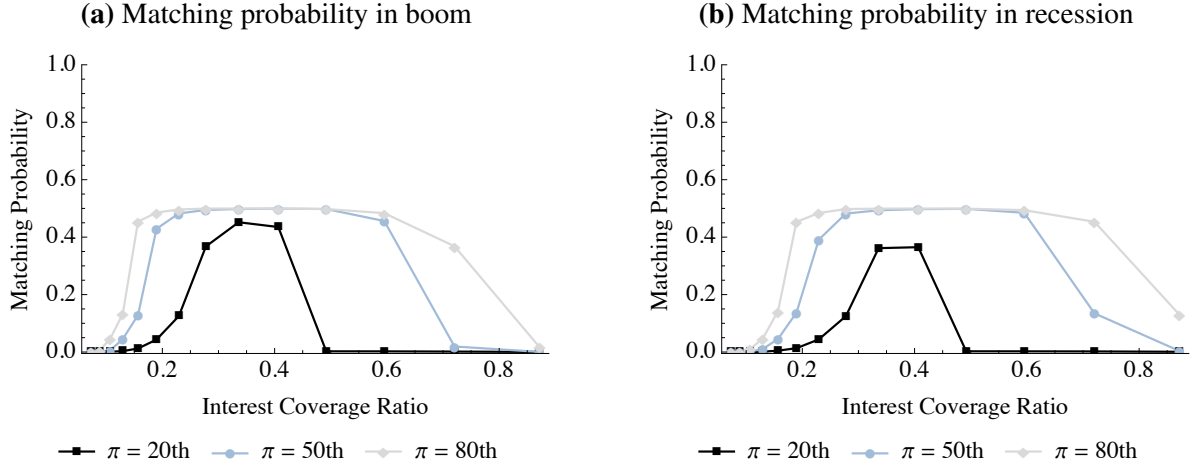 (a) Matching probability in boom
1.0
0.8
0.6
0.4
0.2
0.0
Matching Probability
0.2 0.4 0.6 0.8
Interest Coverage Ratio
π = 20th π = 50th π = 80th
(b) Matching probability in recession
1.0
0.8
0.6
0.4
0.2
0.0
Matching Probability
0.2 0.4 0.6 0.8
Interest Coverage Ratio
π = 20th π = 50th π = 80th